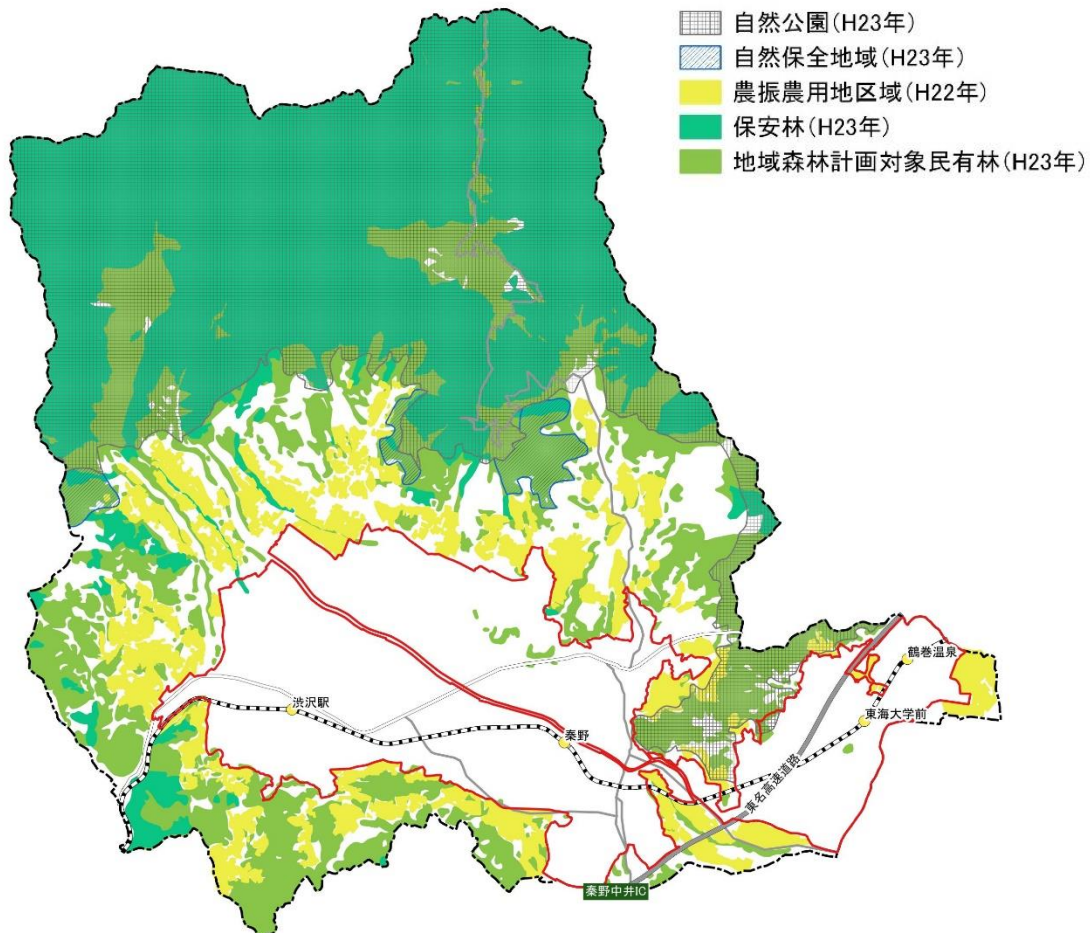 自然公園(H23年)
自然保全地域(H23年)
農振農用地区域(H22年)
保安林(H23年)
地域森林計画対象民有林(H23年)
鶴巻温泉
渋沢駅
東海大学前
秦野
東名高速道路
秦野中井IC